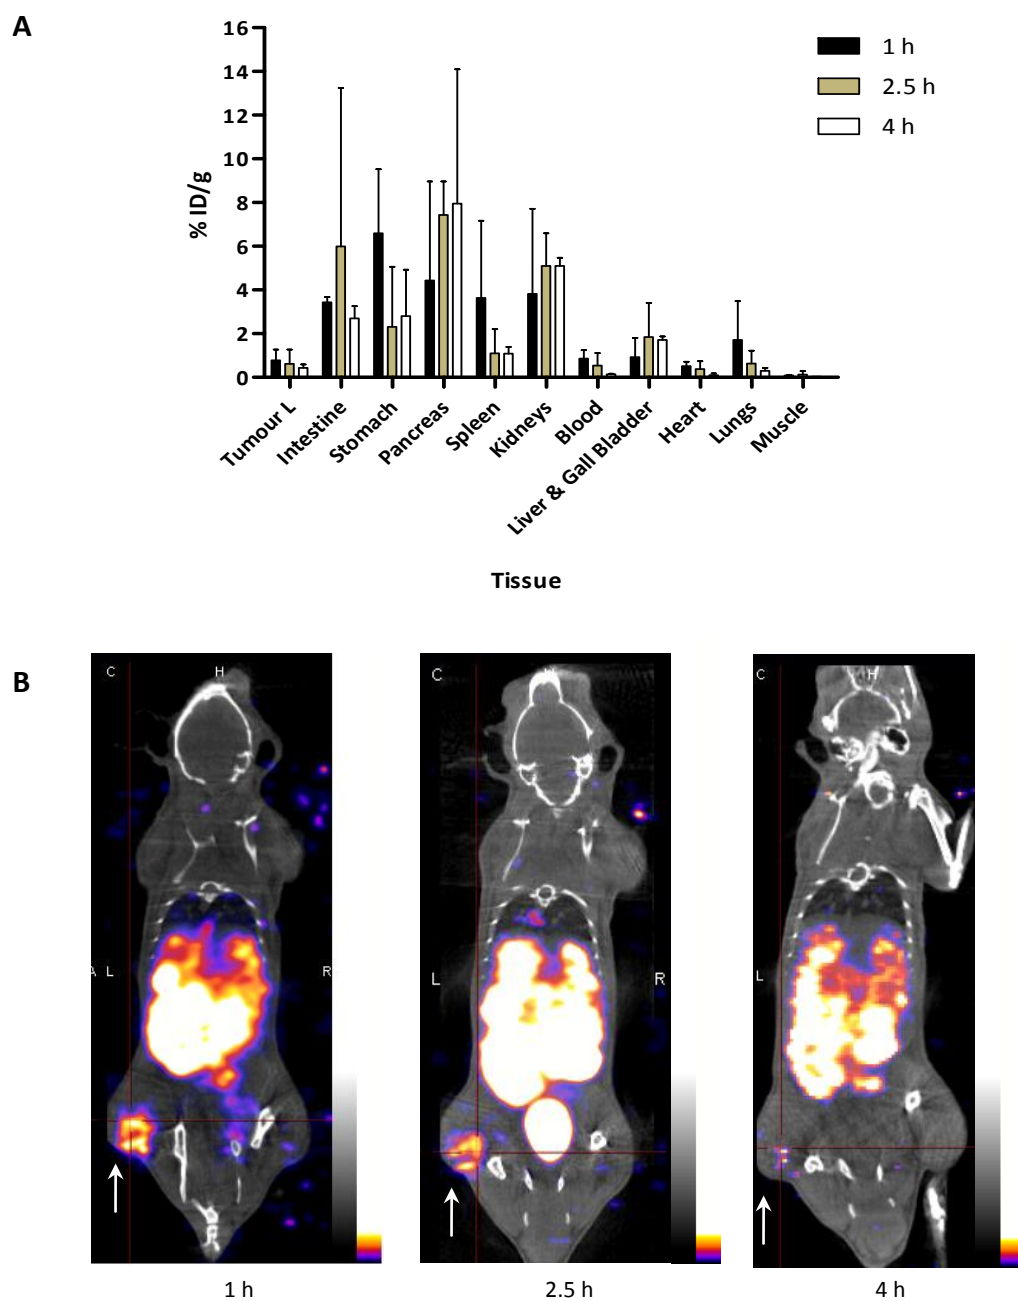 A
16
14
12
10
8
6
4
2
0
% ID/g
1 h
2.5 h
4 h
Tumour L
Intestine
Stomach
Pancreas
Spleen
Kidneys
Blood
Liver & Gall Bladder
Heart
Lungs
Muscle
Tissue
B
C H
C
C H
A L R
L R
L
1 h
2.5 h
4 h